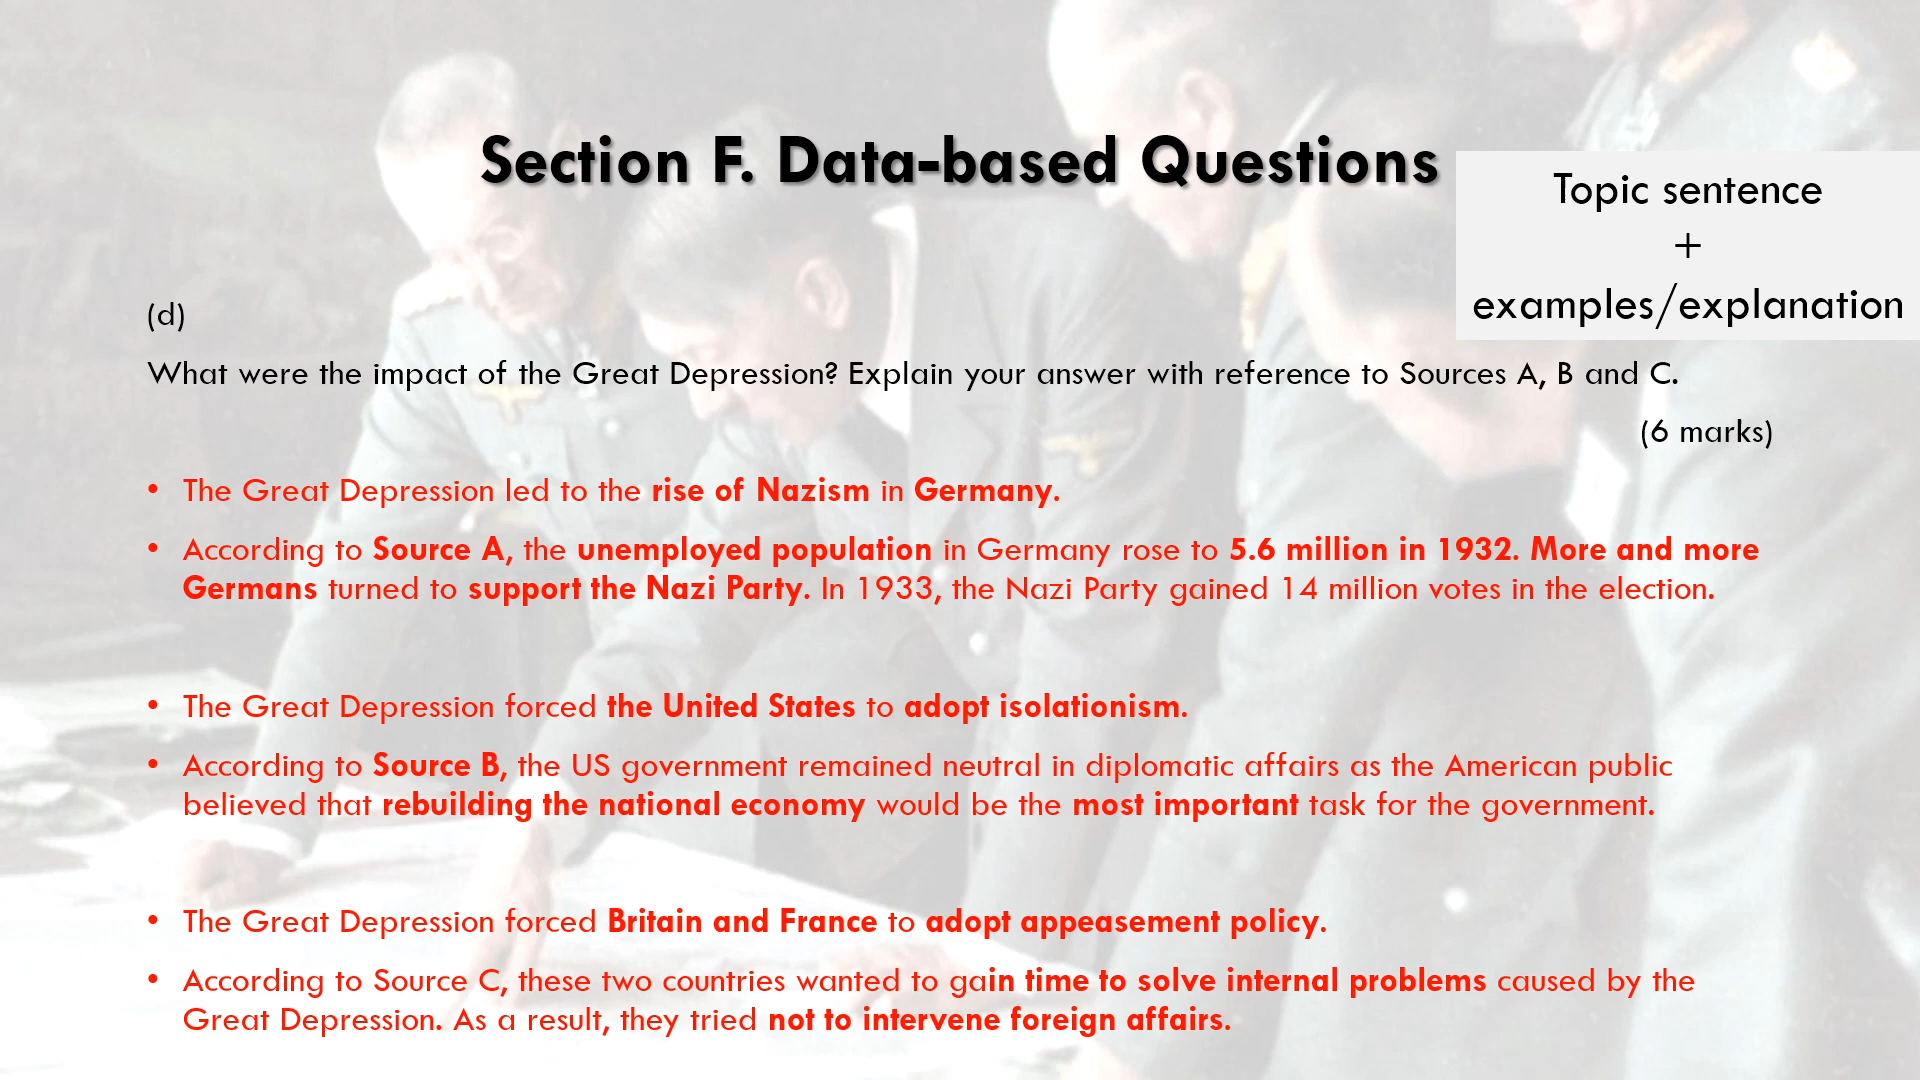 Section F. Data-based Questions
Topic sentence
+
examples/explanation
(d)
What were the impact of the Great Depression? Explain your answer with reference to Sources A, B and C.
(6 marks)
• The Great Depression led to the rise of Nazism in Germany.
• According to Source A, the unemployed population in Germany rose to 5.6 million in 1932. More and more
Germans turned to support the Nazi Party. In 1933, the Nazi Party gained 14 million votes in the election.
• The Great Depression forced the United States to adopt isolationism.
• According to Source B, the US government remained neutral in diplomatic affairs as the American public
believed that rebuilding the national economy would be the most important task for the government.
• The Great Depression forced Britain and France to adopt appeasement policy.
• According to Source C, these two countries wanted to gain time to solve internal problems caused by the
Great Depression. As a result, they tried not to intervene foreign affairs.